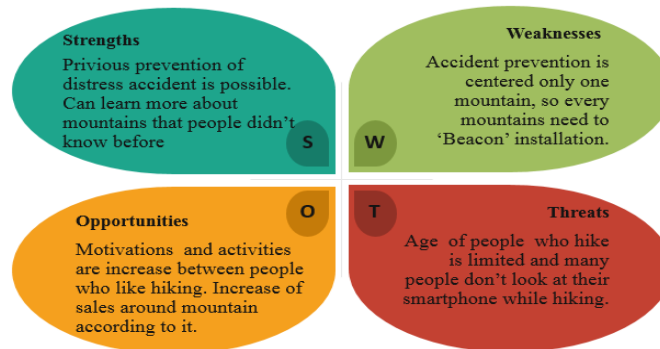 Strengths
Privious prevention of
distress accident is possible.
Can learn more about
mountains that people didn't
know before
S
Weaknesses
Accident prevention is
centered only one
mountain, so every
mountains need to
‘Beacon’ installation.
W
Opportunities
Motivations and activities
are increase between people
who like hiking. Increase of
sales around mountain
according to it.
O
Threats
Age of people who hike
is limited and many
people don't look at their
smartphone while hiking.
T